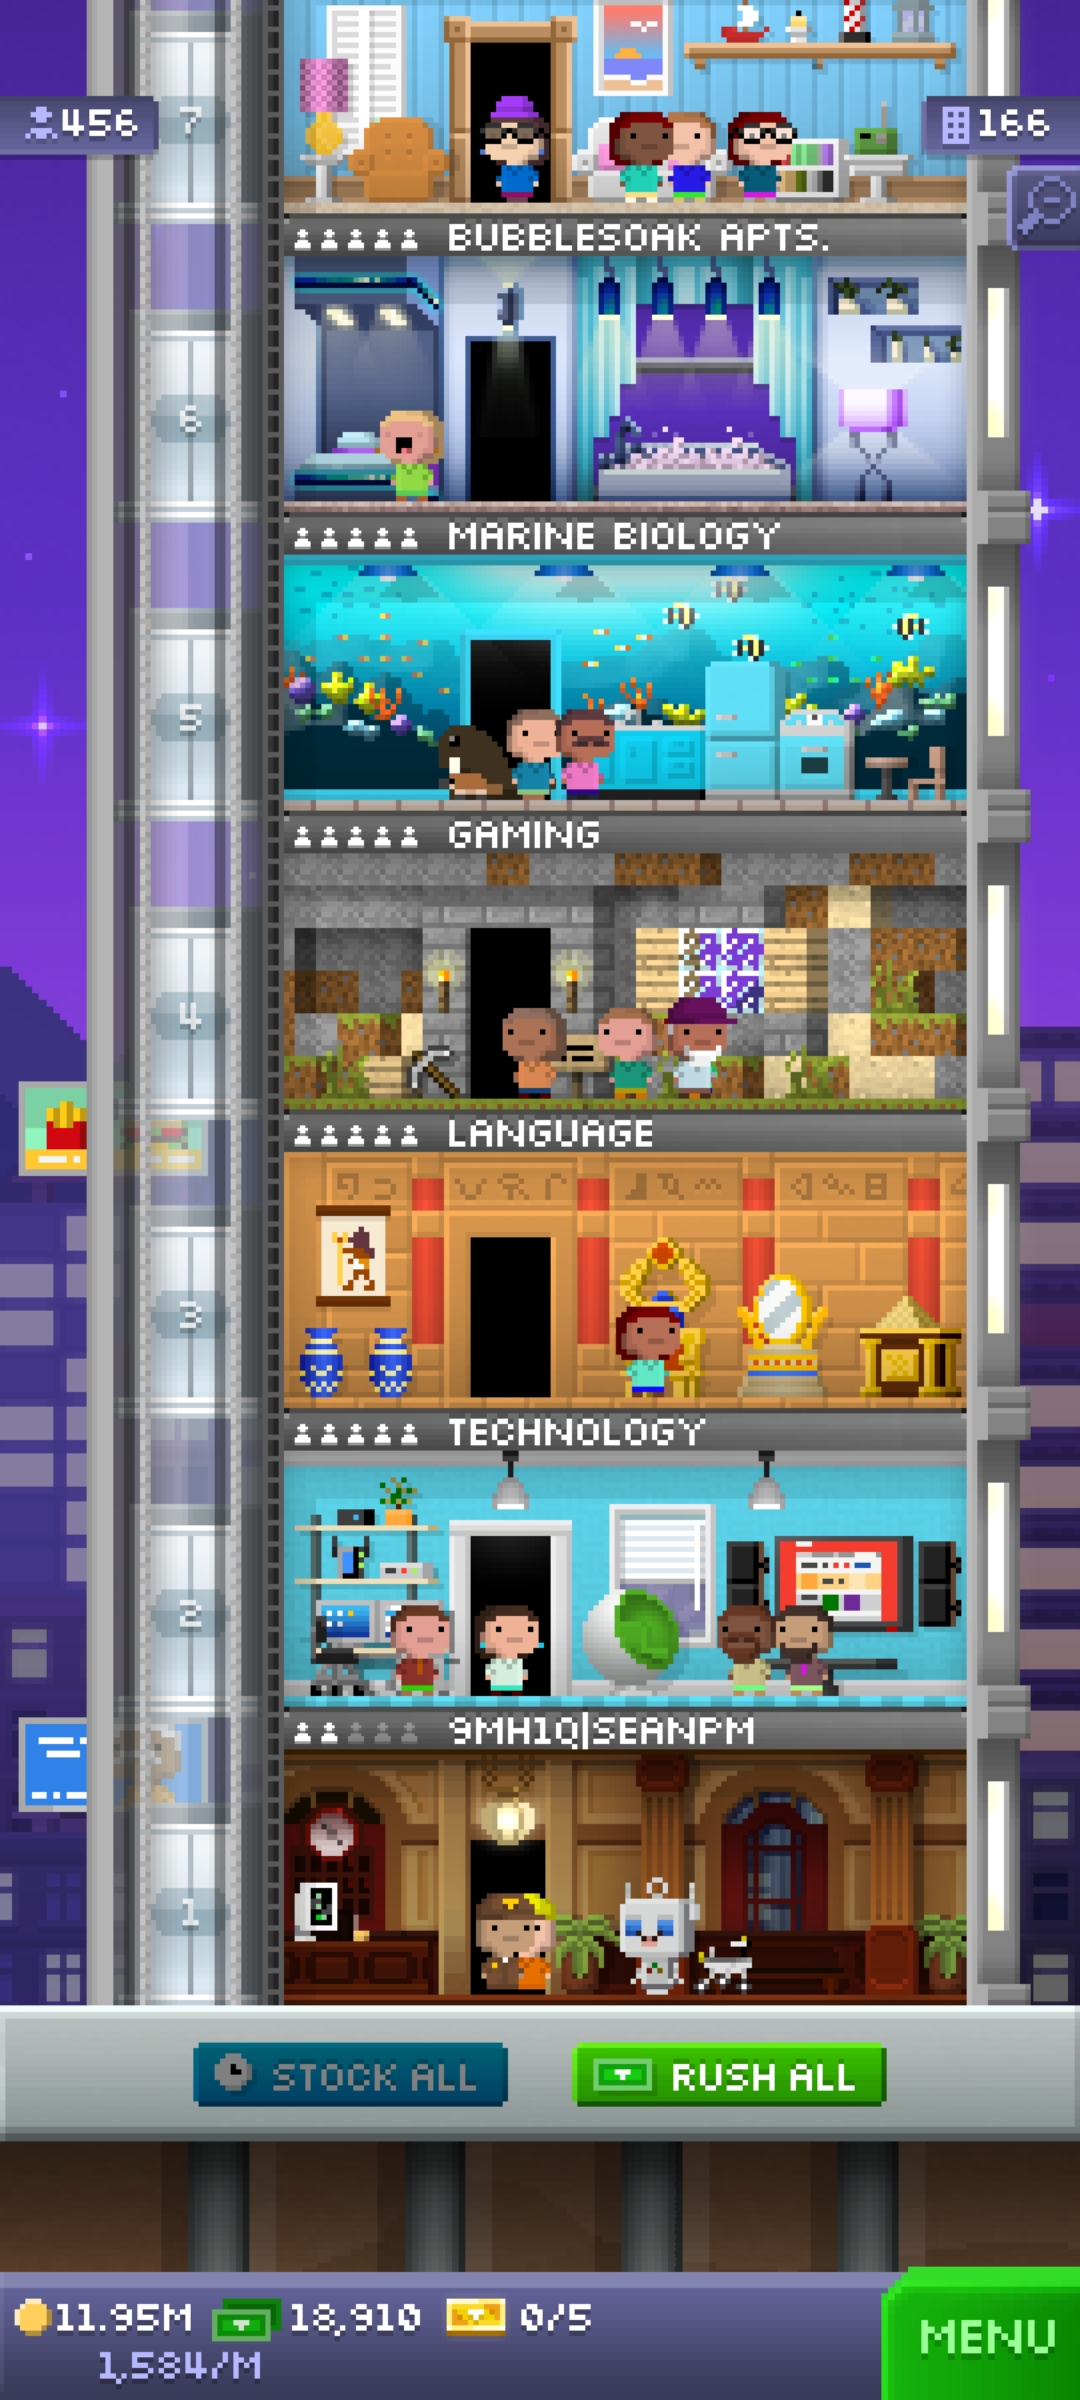 456
7
166
BUBBLESOAK APTS.
6
MARINE BIOLOGY
5
GAMING
4
LANGUAGE
3
TECHNOLOGY
2
9MH1Q|SEANPM
1
STOCK ALL
RUSH ALL
11.95M 18,910 0/5
1,584/M
MENU